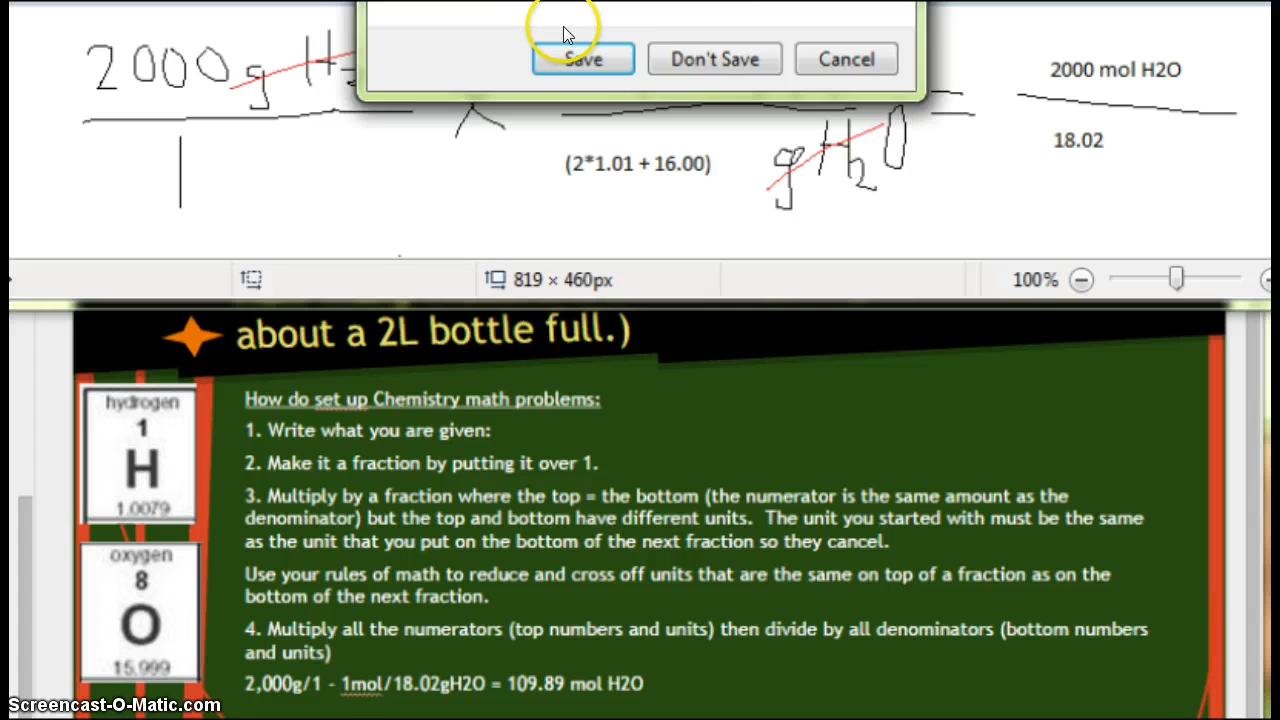 2000g H₂
1
Save
Don't Save
Cancel
(2*1.01 + 16.00)
gH₂O
2000 mol H2O
18.02
819 × 460px
100%
about a 2L bottle full.)
hydrogen
1
H
1.0079
oxygen
8
O
15.999
How do set up Chemistry math problems:
1. Write what you are given:
2. Make it a fraction by putting it over 1.
3. Multiply by a fraction where the top = the bottom (the numerator is the same amount as the
denominator) but the top and bottom have different units. The unit you started with must be the same
as the unit that you put on the bottom of the next fraction so they cancel.
Use your rules of math to reduce and cross off units that are the same on top of a fraction as on the
bottom of the next fraction.
4. Multiply all the numerators (top numbers and units) then divide by all denominators (bottom numbers
and units)
2,000g/1 - 1mol/18.02gH2O = 109.89 mol H2O
Screencast-O-Matic.com